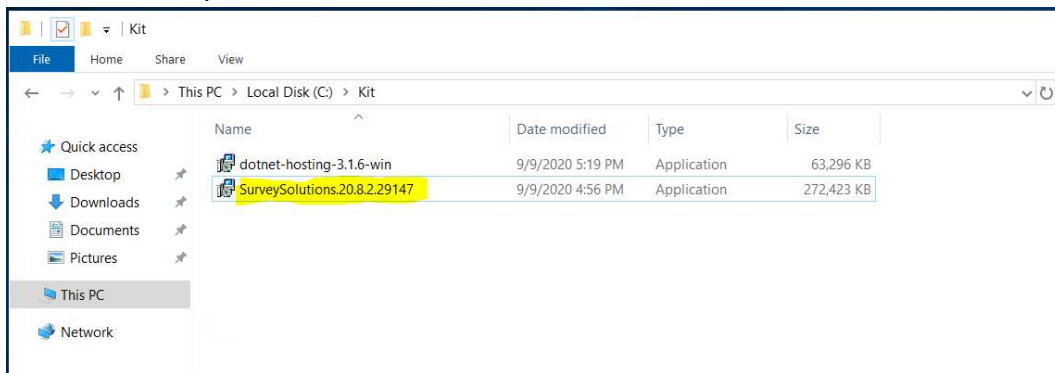 Kit
File Home Share View
This PC > Local Disk (C:) > Kit
Name Date modified Type Size
Quick access
Desktop
Downloads
Documents
Pictures
This PC
Network
dotnet-hosting-3.1.6-win 9/9/2020 5:19 PM Application 63,296 KB
SurveySolutions.20.8.2.29147 9/9/2020 4:56 PM Application 272,423 KB